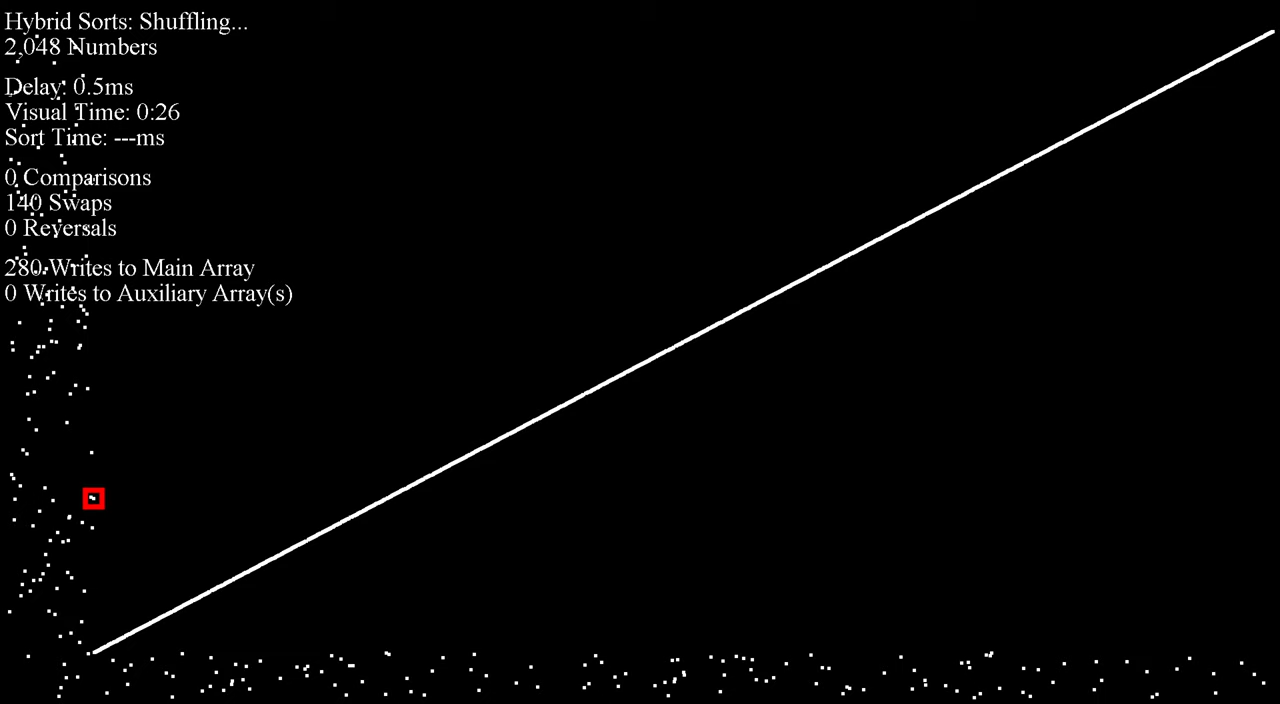 Hybrid Sorts: Shuffling...
2,048 Numbers
Delay: 0.5ms
Visual Time: 0:26
Sort Time: ---ms
0 Comparisons
140 Swaps
0 Reversals
280 Writes to Main Array
0 Writes to Auxiliary Array(s)